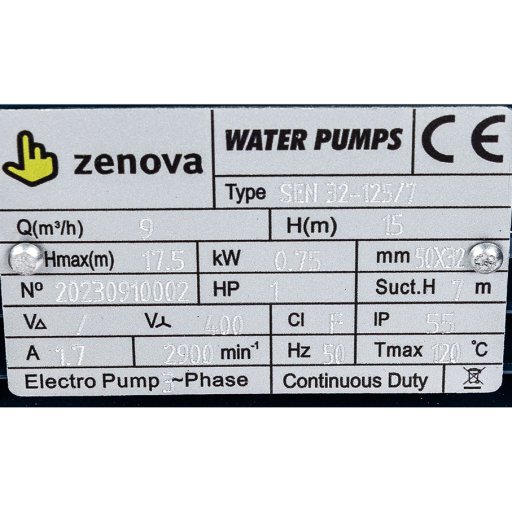 zenova
WATER PUMPS CE
Type SEN 32-125/7
Q(m³/h) 9 H(m) 15
Hmax(m) 17.5 kW 0.75 mm 50X32
Nº 20230910002 HP 1 Suct.H 7 m
V∆ / V⅄ 400 Cl F IP 55
A 1.7 2900 min⁻¹ Hz 50 Tmax 120 °C
Electro Pump 3~Phase Continuous Duty